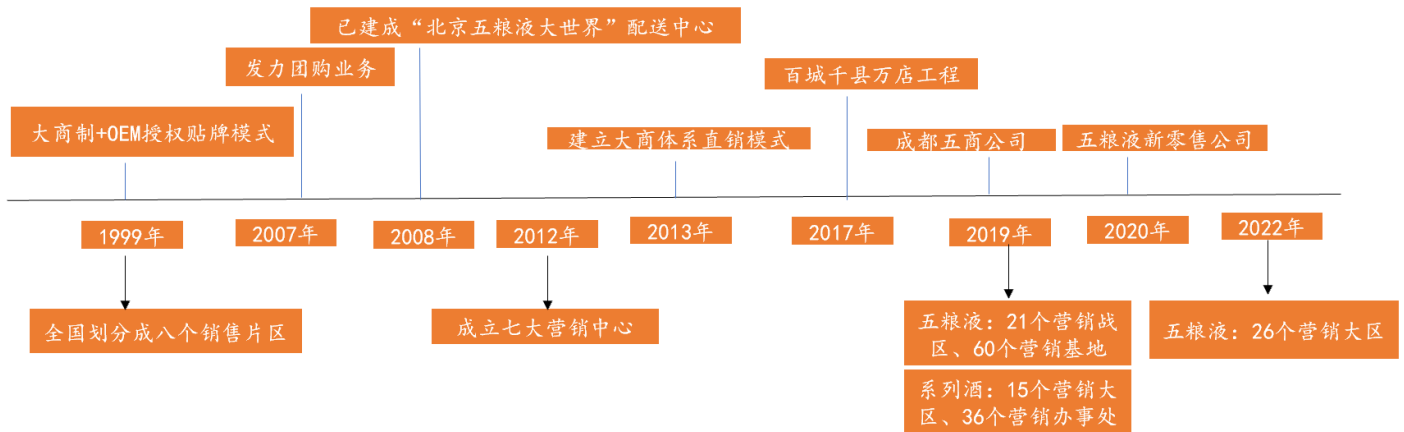 已建成“北京五粮液大世界”配送中心
发力团购业务
百城千县万店工程
大商制+OEM授权贴牌模式
建立大商体系直销模式
成都五商公司
五粮液新零售公司
1999年
2007年
2008年
2012年
2013年
2017年
2019年
2020年
2022年
全国划分成八个销售片区
成立七大营销中心
五粮液：21个营销战
区、60个营销基地
系列酒：15个营销大
区、36个营销办事处
五粮液：26个营销大区